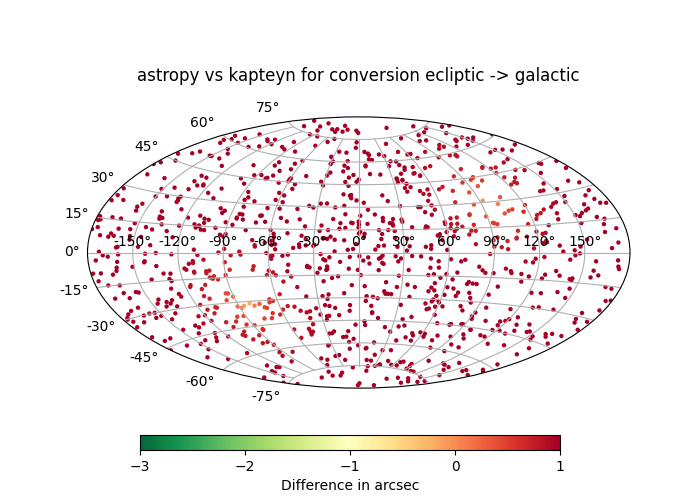 astropy vs kapteyn for conversion ecliptic -> galactic
75°
60°
45°
30°
15°
-150° -120° -90° -60° -30° 0° 30° 60° 90° 120° 150°
0°
-15°
-30°
-45°
-60°
-75°
−3 −2 −1 0 1
Difference in arcsec